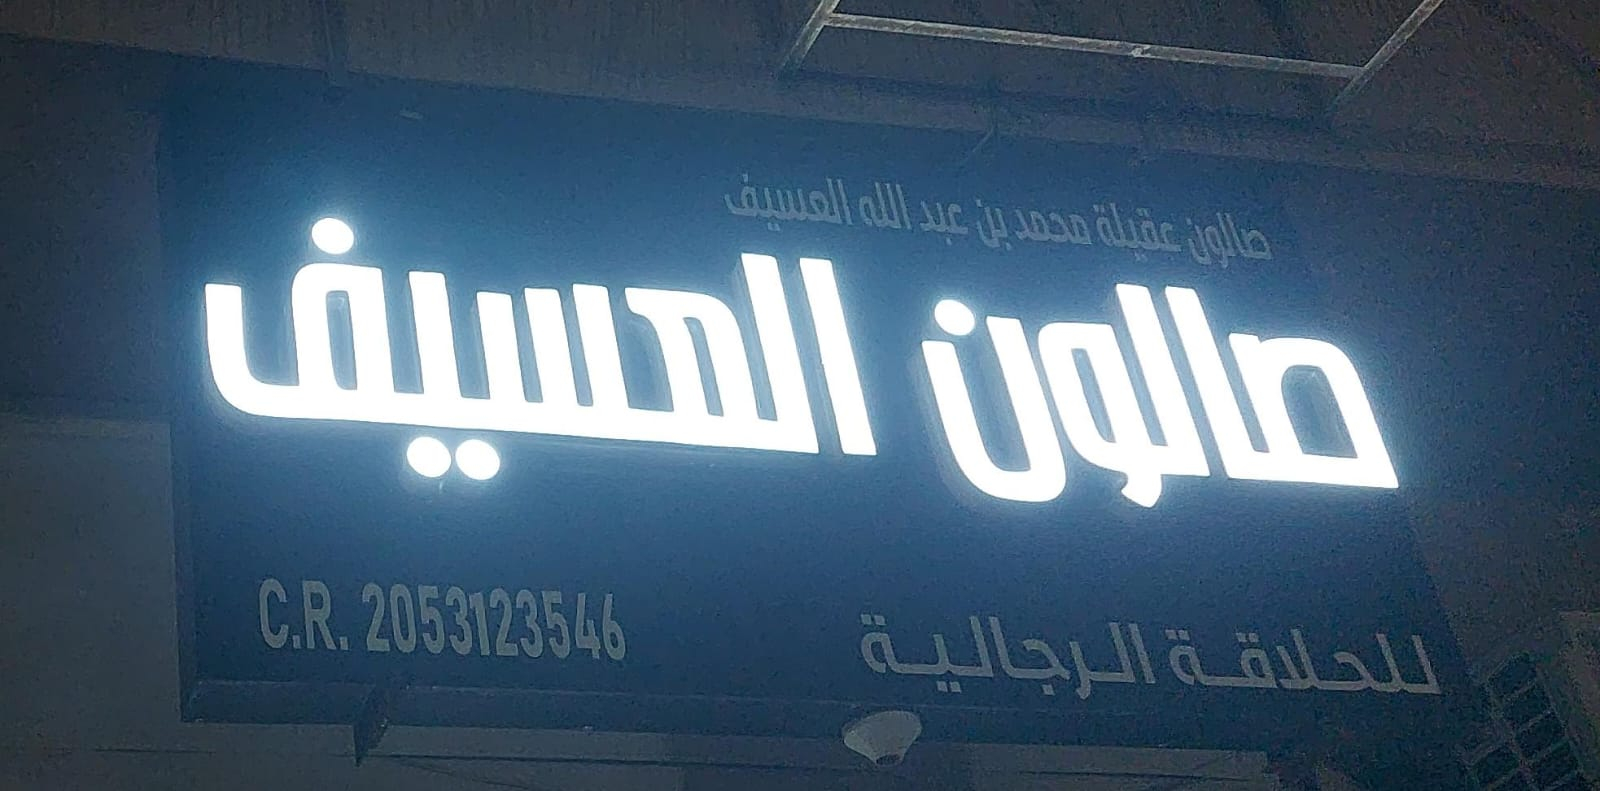 صالون عقيلة محمد بن عبد الله العسيف
صالون العسيف
للحلاقة الرجالية
C.R. 2053123546